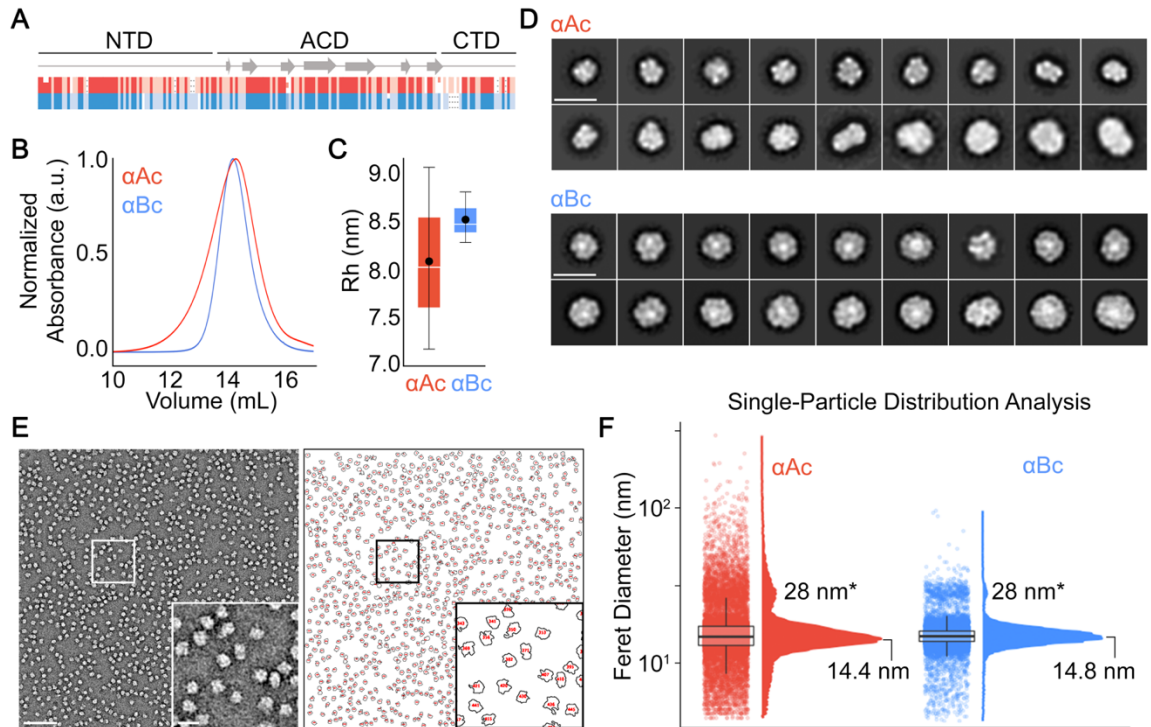 A
NTD ACD CTD
B
1.0
0.5
0.0
Normalized
Absorbance (a.u.)
αAc
αBc
10 12 14 16
Volume (mL)
C
9.0
8.5
8.0
7.5
7.0
Rh (nm)
αAc αBc
D
αAc
αBc
E
Single-Particle Distribution Analysis
F
Feret Diameter (nm)
10²
10¹
αAc
28 nm*
14.4 nm
αBc
28 nm*
14.8 nm